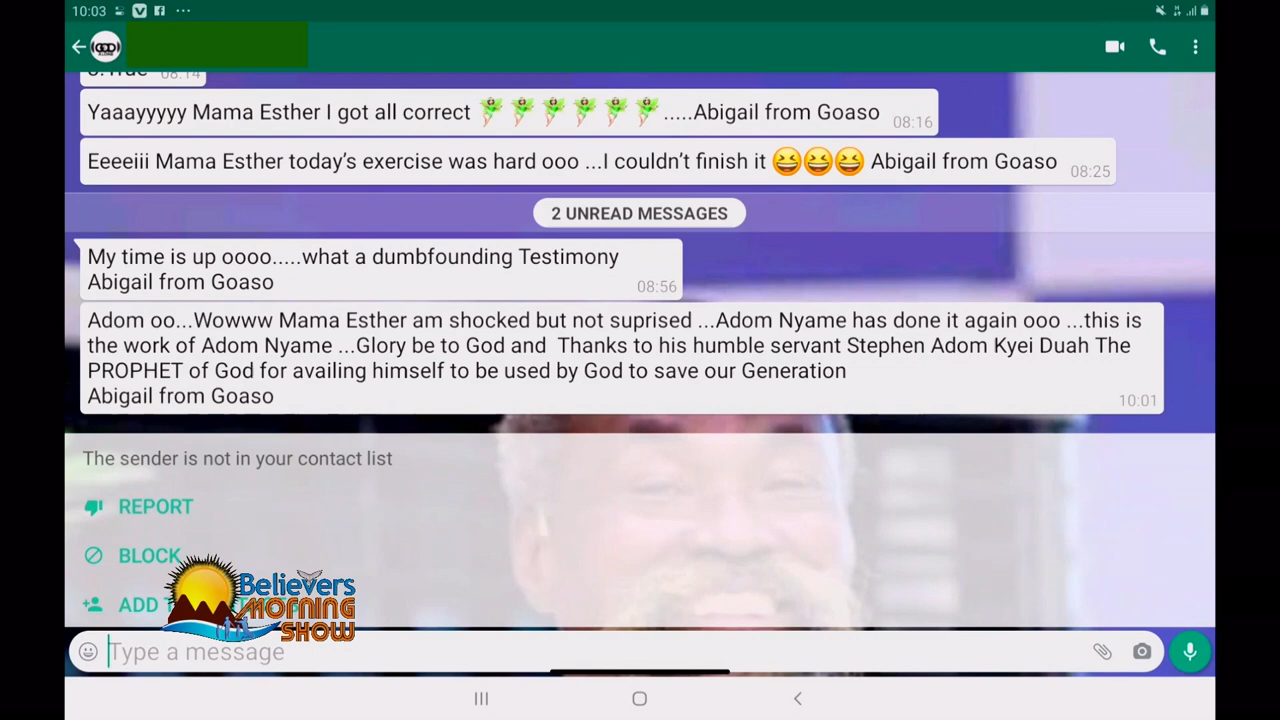 10:03
3.True 08:14
Yaaayyyyy Mama Esther I got all correct .....Abigail from Goaso 08:16
Eeeeiii Mama Esther today's exercise was hard ooo ...I couldn't finish it 😆😆😆 Abigail from Goaso 08:25
2 UNREAD MESSAGES
My time is up oooo.....what a dumbfounding Testimony
Abigail from Goaso 08:56
Adom oo...Wowww Mama Esther am shocked but not suprised ...Adom Nyame has done it again ooo ...this is
the work of Adom Nyame ...Glory be to God and Thanks to his humble servant Stephen Adom Kyei Duah The
PROPHET of God for availing himself to be used by God to save our Generation
Abigail from Goaso 10:01
The sender is not in your contact list
REPORT
BLOCK
ADD
Believers
MORNING
SHOW
Type a message